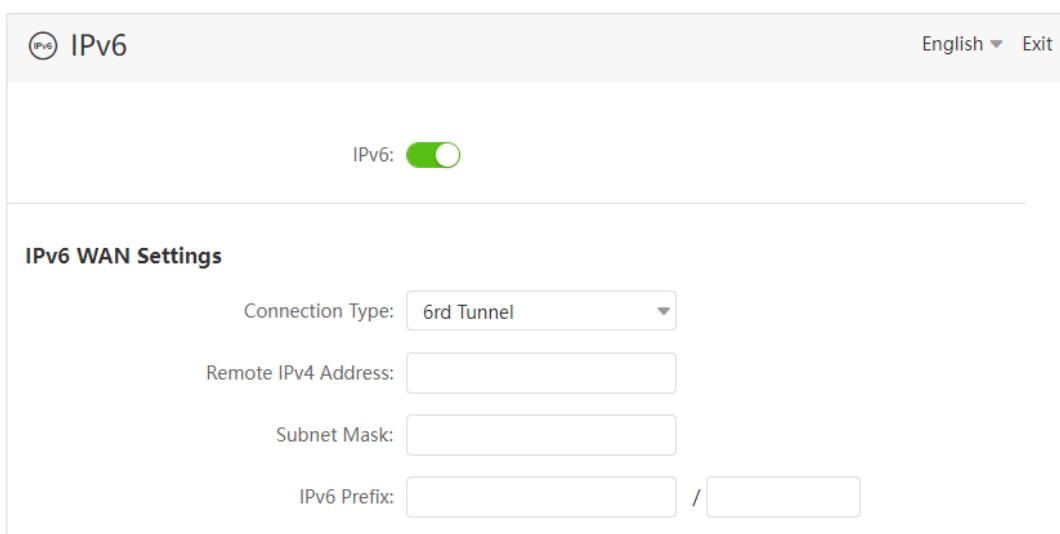 IPv6 IPv6 English Exit
IPv6:
IPv6 WAN Settings
Connection Type: 6rd Tunnel
Remote IPv4 Address:
Subnet Mask:
IPv6 Prefix: /